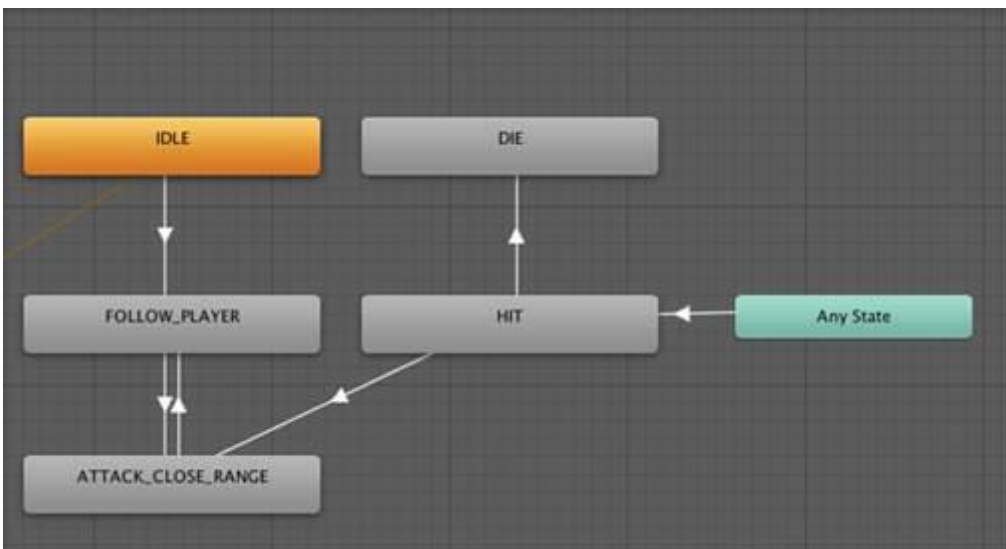 IDLE
DIE
FOLLOW_PLAYER
HIT
Any State
ATTACK_CLOSE_RANGE